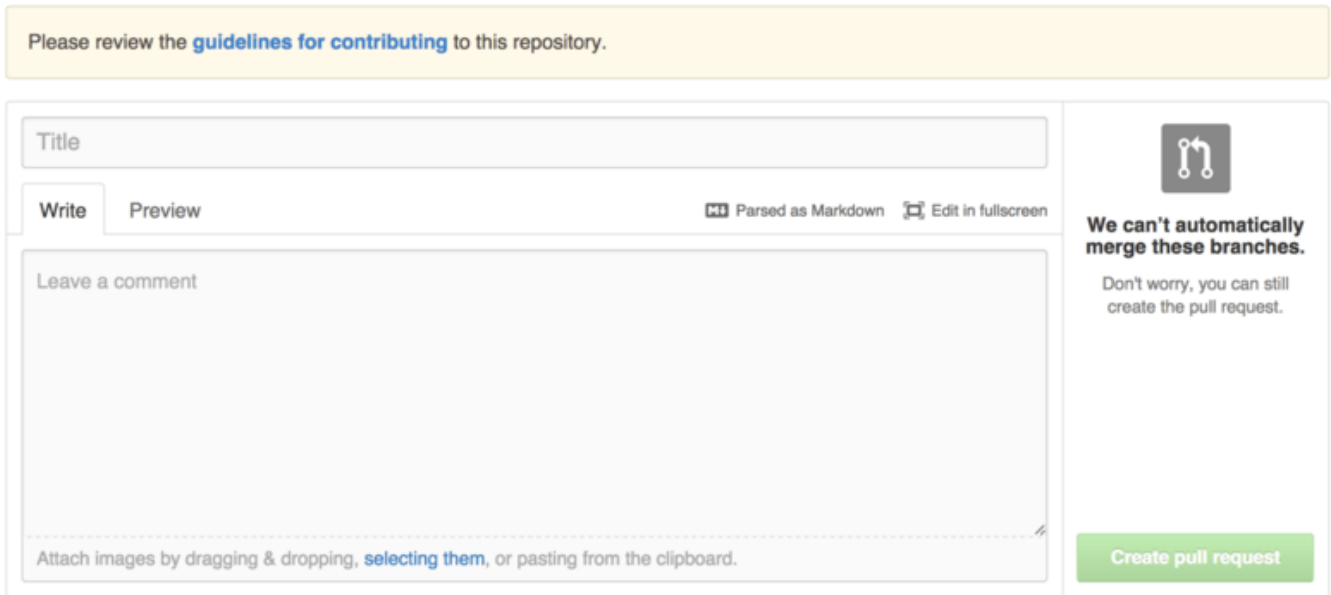 Please review the guidelines for contributing to this repository.
Title
Write Preview Parsed as Markdown Edit in fullscreen
Leave a comment
Attach images by dragging & dropping, selecting them, or pasting from the clipboard.
We can't automatically
merge these branches.
Don't worry, you can still
create the pull request.
Create pull request